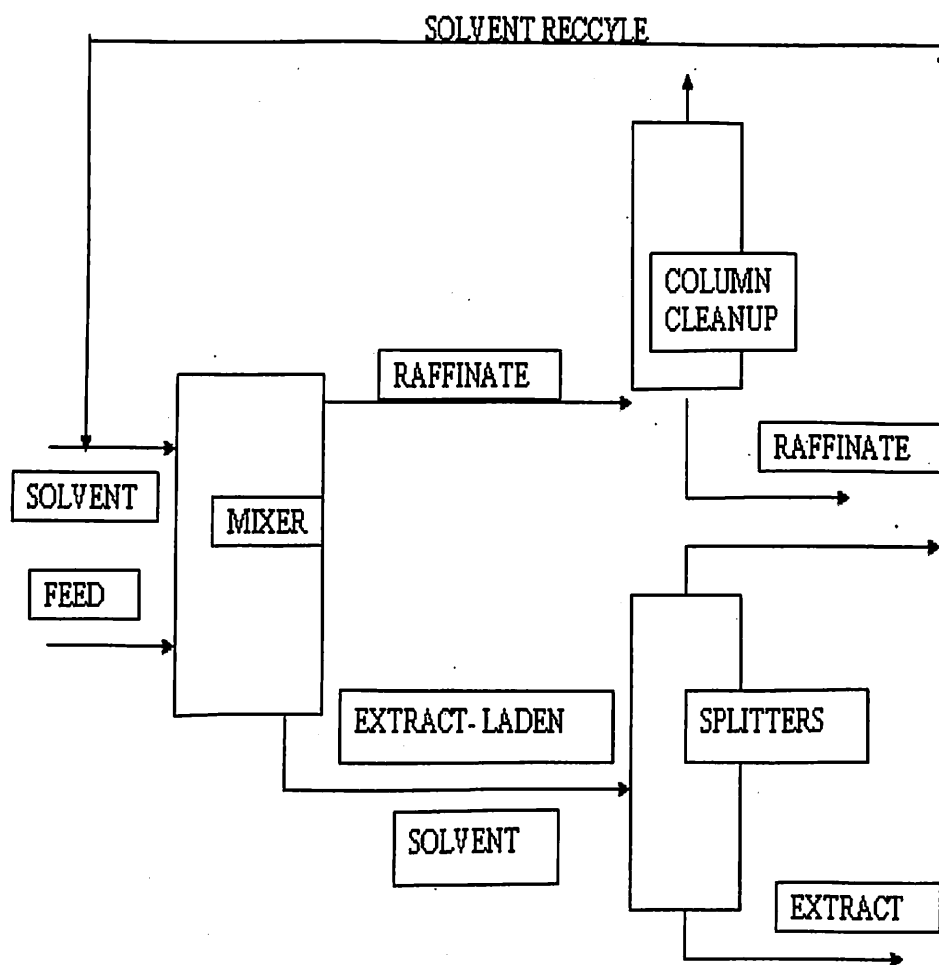 SOLVENT RECCYLE
COLUMN
CLEANUP
RAFFINATE
RAFFINATE
SOLVENT
MIXER
FEED
EXTRACT- LADEN
SPLITTERS
SOLVENT
EXTRACT